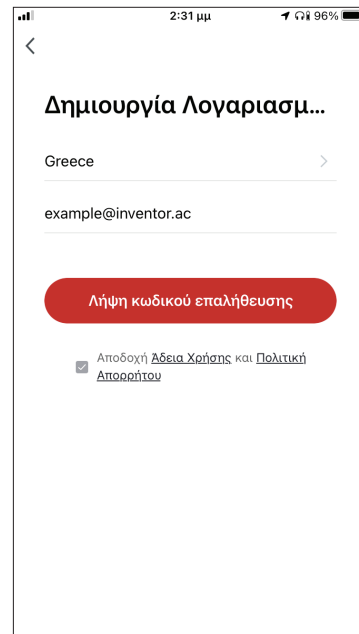 2:31 μμ 96%
Δημιουργία Λογαριασμ...
Greece
example@inventor.ac
Λήψη κωδικού επαλήθευσης
Αποδοχή Άδεια Χρήσης και Πολιτική
Απορρήτου